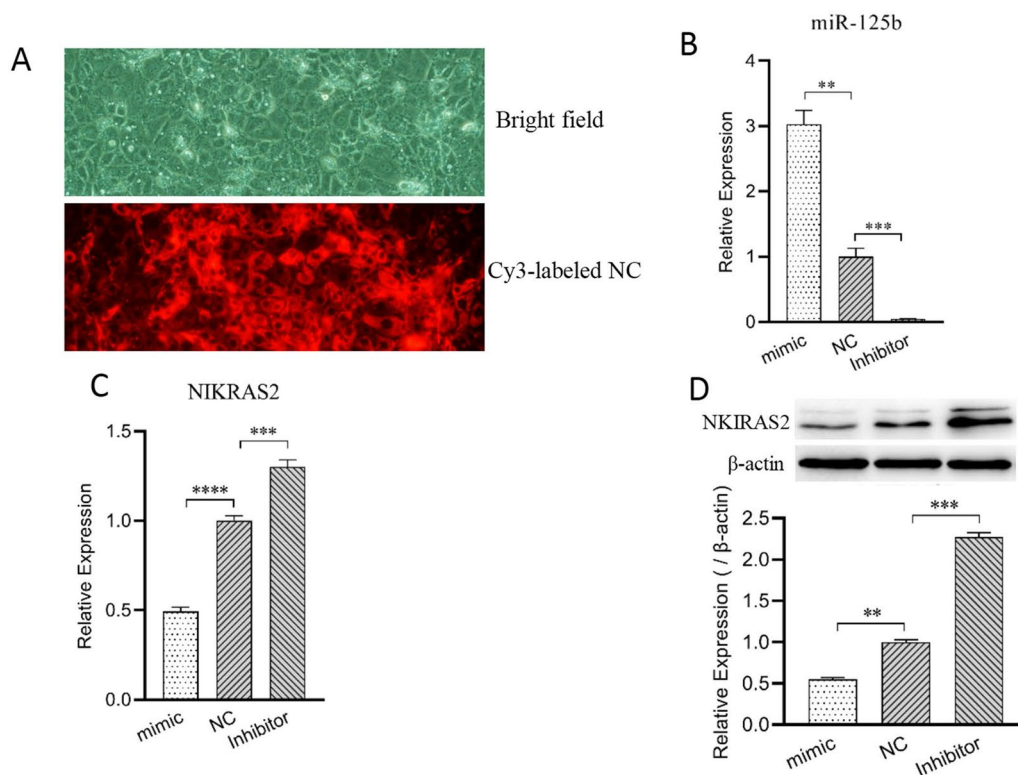 A
Bright field
Cy3-labeled NC
B
miR-125b
Relative Expression
4
3
2
1
0
**
***
mimic
NC
Inhibitor
C
NIKRAS2
Relative Expression
1.5
1.0
0.5
0.0
****
***
mimic
NC
Inhibitor
D
NKIRAS2
β-actin
Relative Expression ( / β-actin)
2.5
2.0
1.5
1.0
0.5
0.0
**
***
mimic
NC
Inhibitor